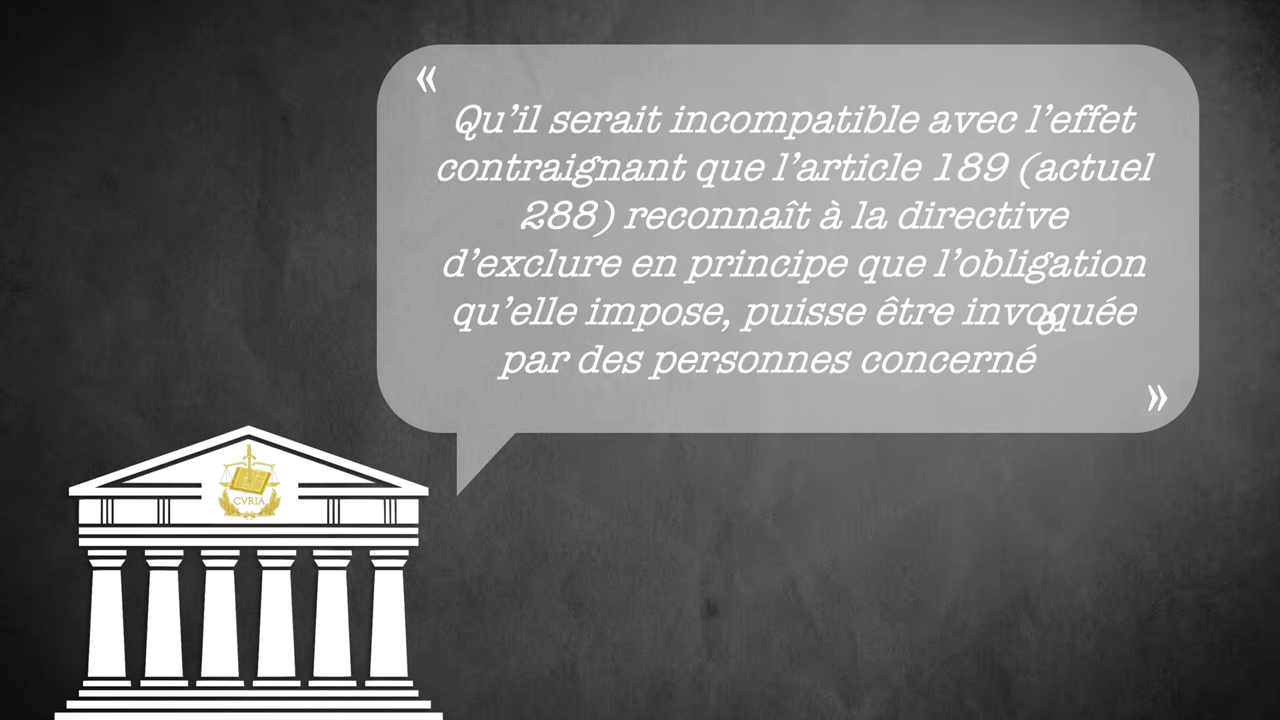 «
Qu’il serait incompatible avec l’effet
contraignant que l’article 189 (actuel
288) reconnaît à la directive
d’exclure en principe que l’obligation
qu’elle impose, puisse être invoquée
par des personnes concerné
»
CVRIA